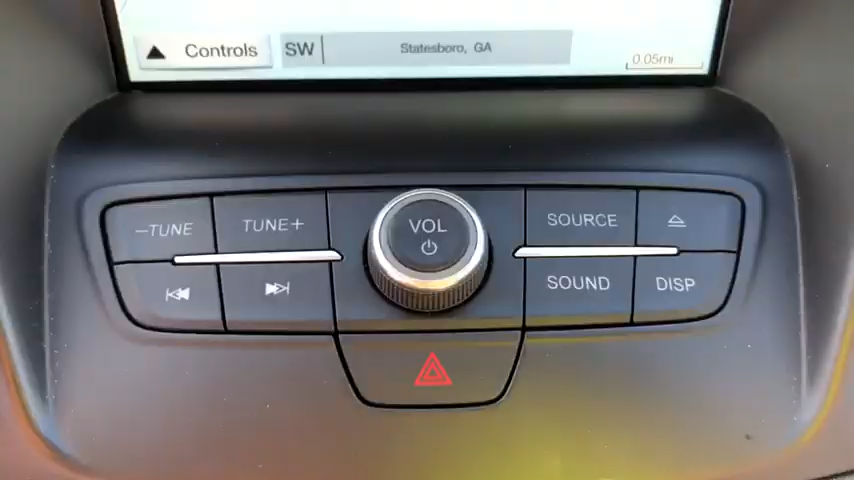 Controls
SW
Statesboro, GA
0.05mi
−TUNE
TUNE+
VOL
SOURCE
SOUND
DISP